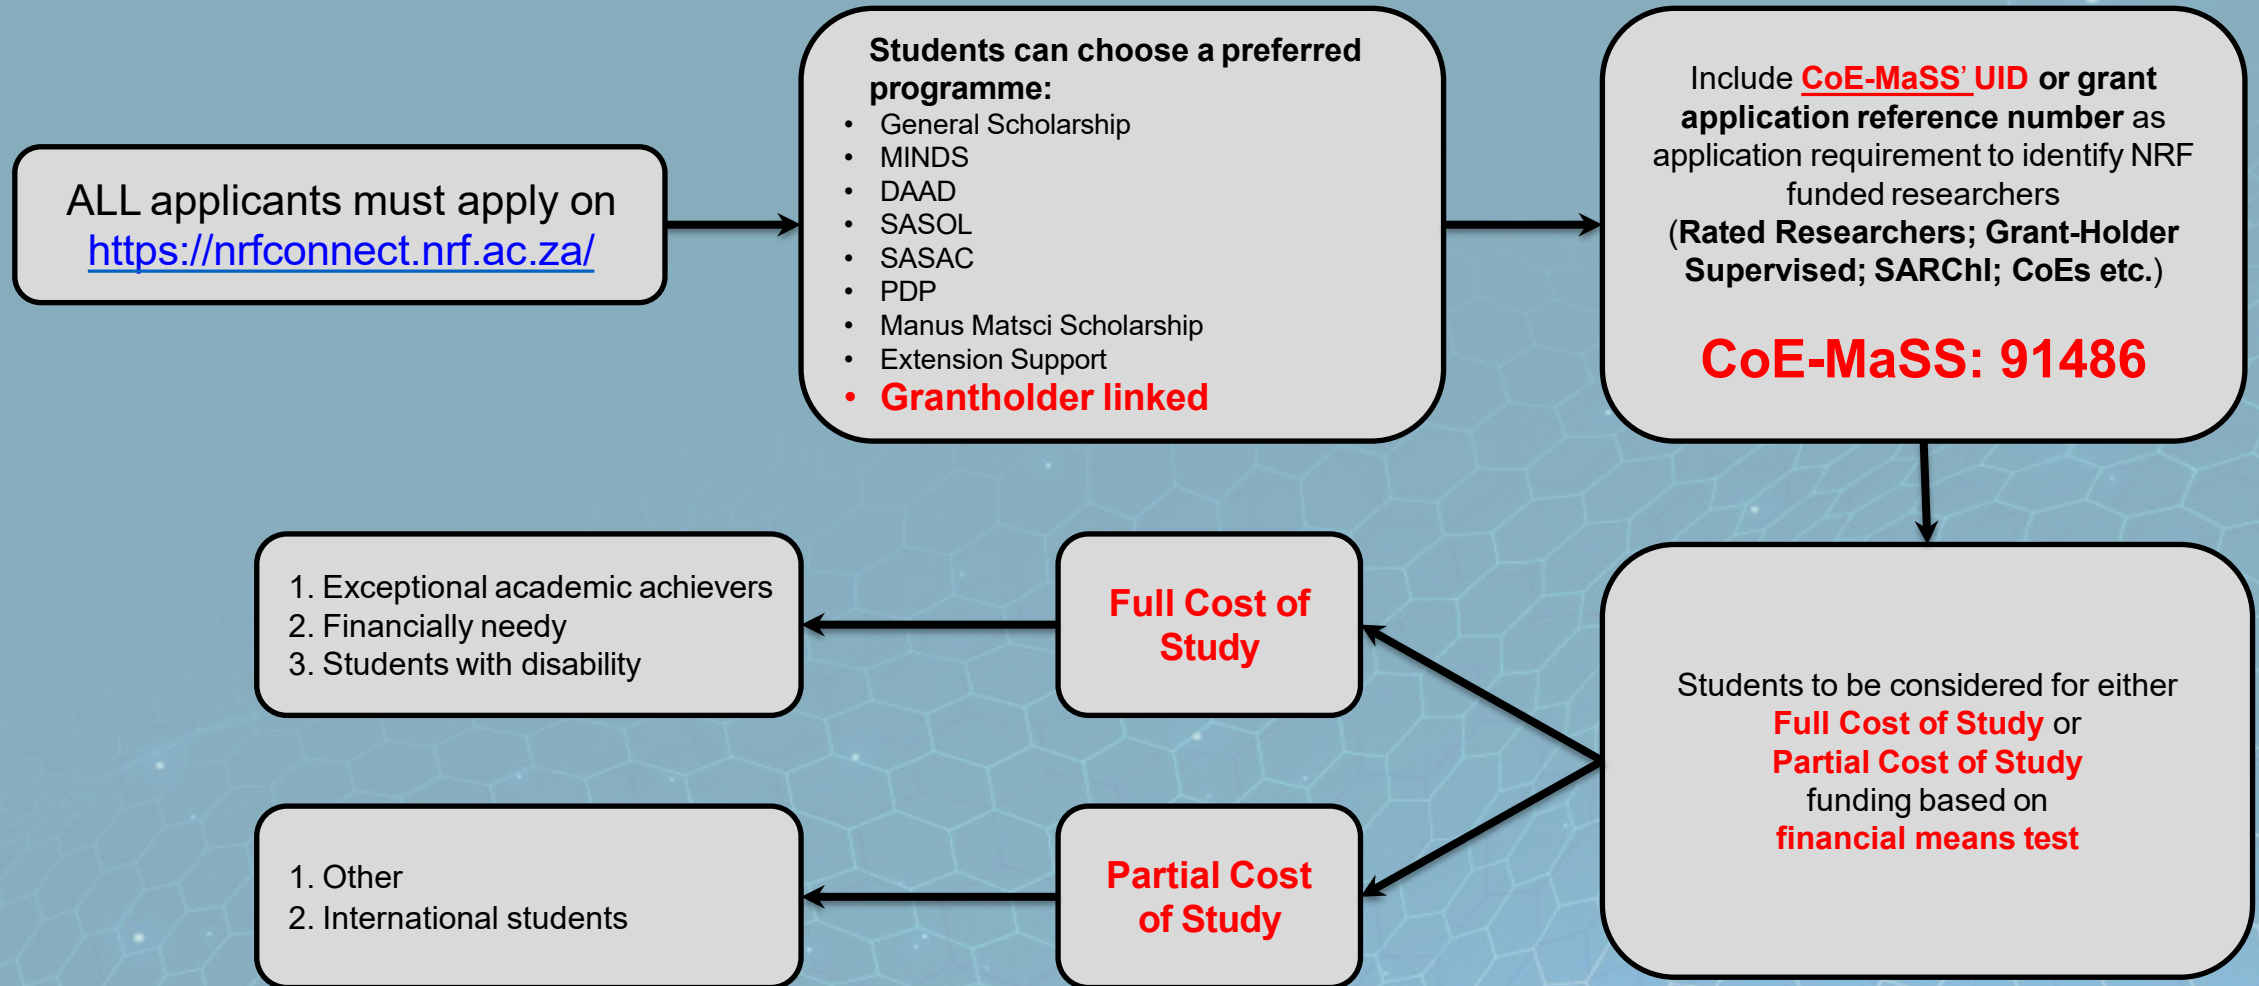 ALL applicants must apply on
https://nrfconnect.nrf.ac.za/
Students can choose a preferred
programme:
• General Scholarship
• MINDS
• DAAD
• SASOL
• SASAC
• PDP
• Manus Matsci Scholarship
• Extension Support
• Grantholder linked
Include CoE-MaSS' UID or grant
application reference number as
application requirement to identify NRF
funded researchers
(Rated Researchers; Grant-Holder
Supervised; SARChI; CoEs etc.)
CoE-MaSS: 91486
Students to be considered for either
Full Cost of Study or
Partial Cost of Study
funding based on
financial means test
Full Cost of
Study
1. Exceptional academic achievers
2. Financially needy
3. Students with disability
Partial Cost
of Study
1. Other
2. International students